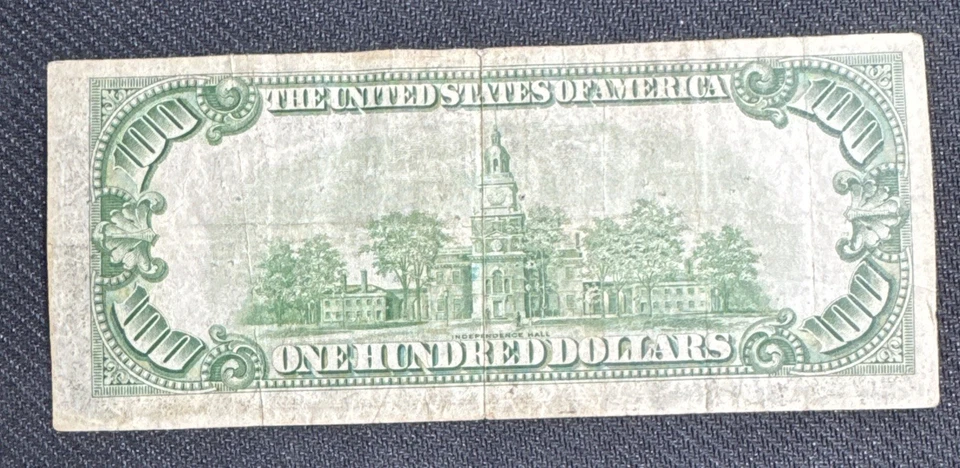 100 THE UNITED STATES OF AMERICA 100
INDEPENDENCE HALL
100 ONE HUNDRED DOLLARS 100